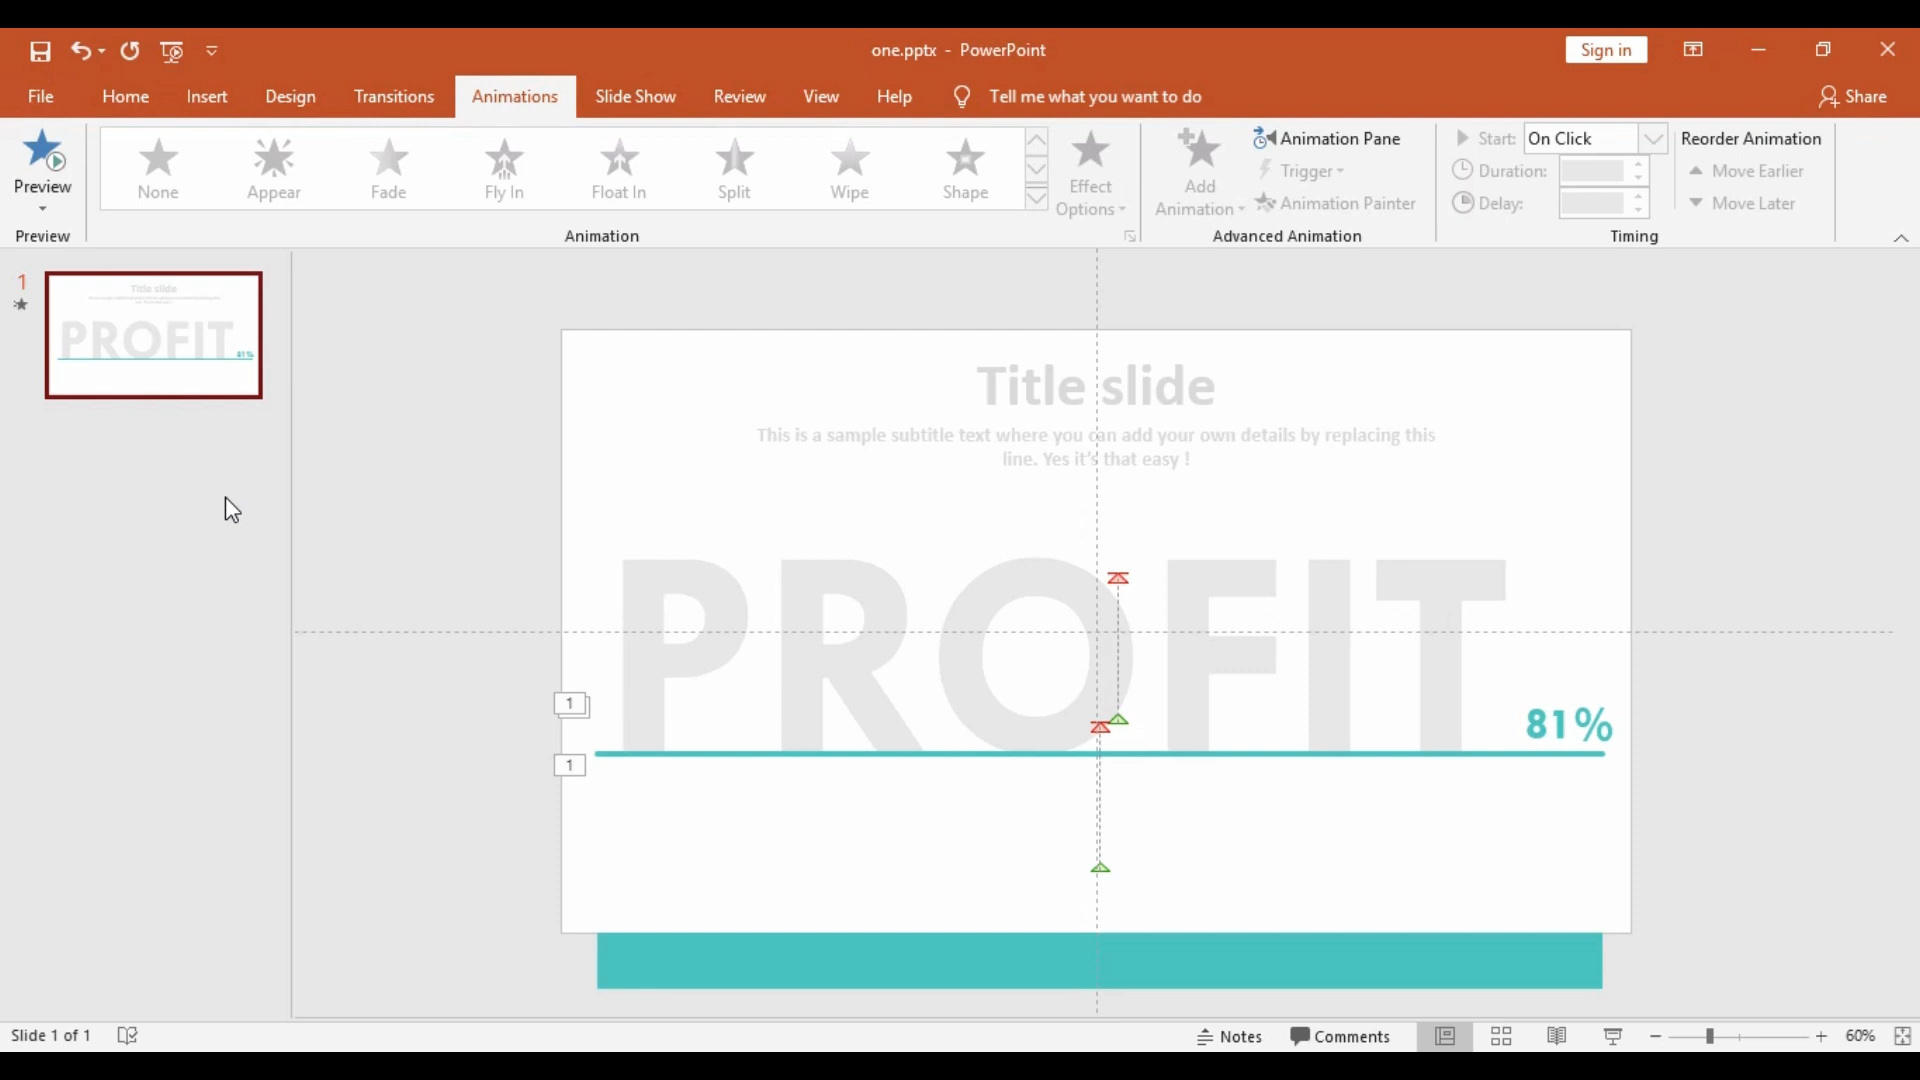 one.pptx - PowerPoint
Sign in
File Home Insert Design Transitions Animations Slide Show Review View Help Tell me what you want to do Share
Preview
Preview
None Appear Fade Fly In Float In Split Wipe Shape
Animation
Effect
Options
Add
Animation
Animation Pane
Trigger
Animation Painter
Advanced Animation
Start: On Click
Duration:
Delay:
Reorder Animation
Move Earlier
Move Later
Timing
1
Title slide
PROFIT
81%
Title slide
This is a sample subtitle text where you can add your own details by replacing this
line. Yes it's that easy !
PROFIT
81%
1
1
Slide 1 of 1
Notes
Comments
60%